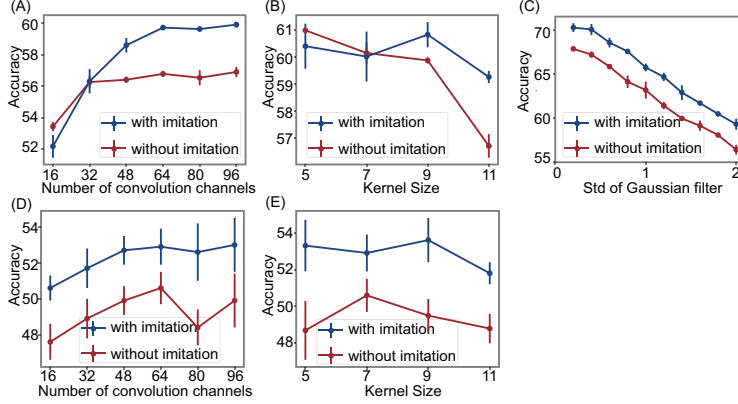 (A)
60
58
56
54
52
Accuracy
with imitation
without imitation
16 32 48 64 80 96
Number of convolution channels
(B)
61
60
59
58
57
Accuracy
with imitation
without imitation
5 7 9 11
Kernel Size
(C)
70
65
60
55
Accuracy
with imitation
without imitation
0 1 2
Std of Gaussian filter
(D)
54
52
50
48
Accuracy
with imitation
without imitation
16 32 48 64 80 96
Number of convolution channels
(E)
54
52
50
48
Accuracy
with imitation
without imitation
5 7 9 11
Kernel Size